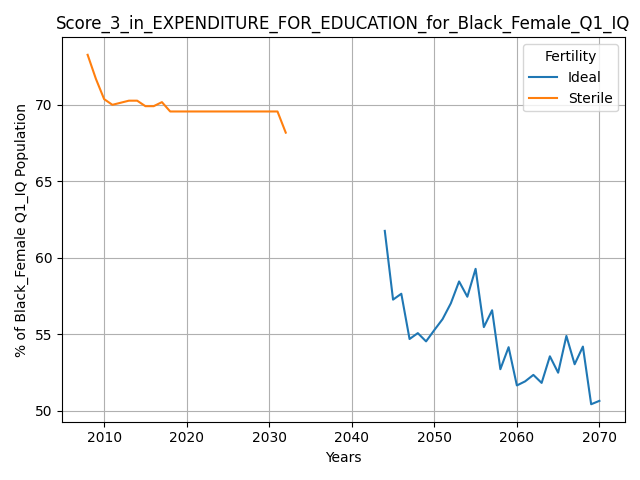 Score_3_in_EXPENDITURE_FOR_EDUCATION_for_Black_Female_Q1_IQ
Fertility
Ideal
Sterile
% of Black_Female Q1_IQ Population
70
65
60
55
50
2010 2020 2030 2040 2050 2060 2070
Years